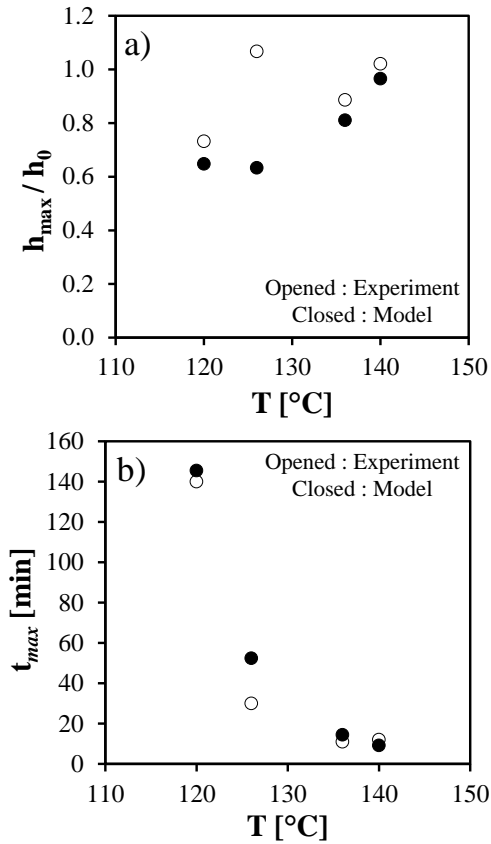 a)
1.2
1.0
0.8
0.6
0.4
0.2
0.0
h_max / h_0
Opened : Experiment
Closed : Model
110 120 130 140 150
T [°C]
b)
160
140
120
100
80
60
40
20
0
t_max [min]
Opened : Experiment
Closed : Model
110 120 130 140 150
T [°C]